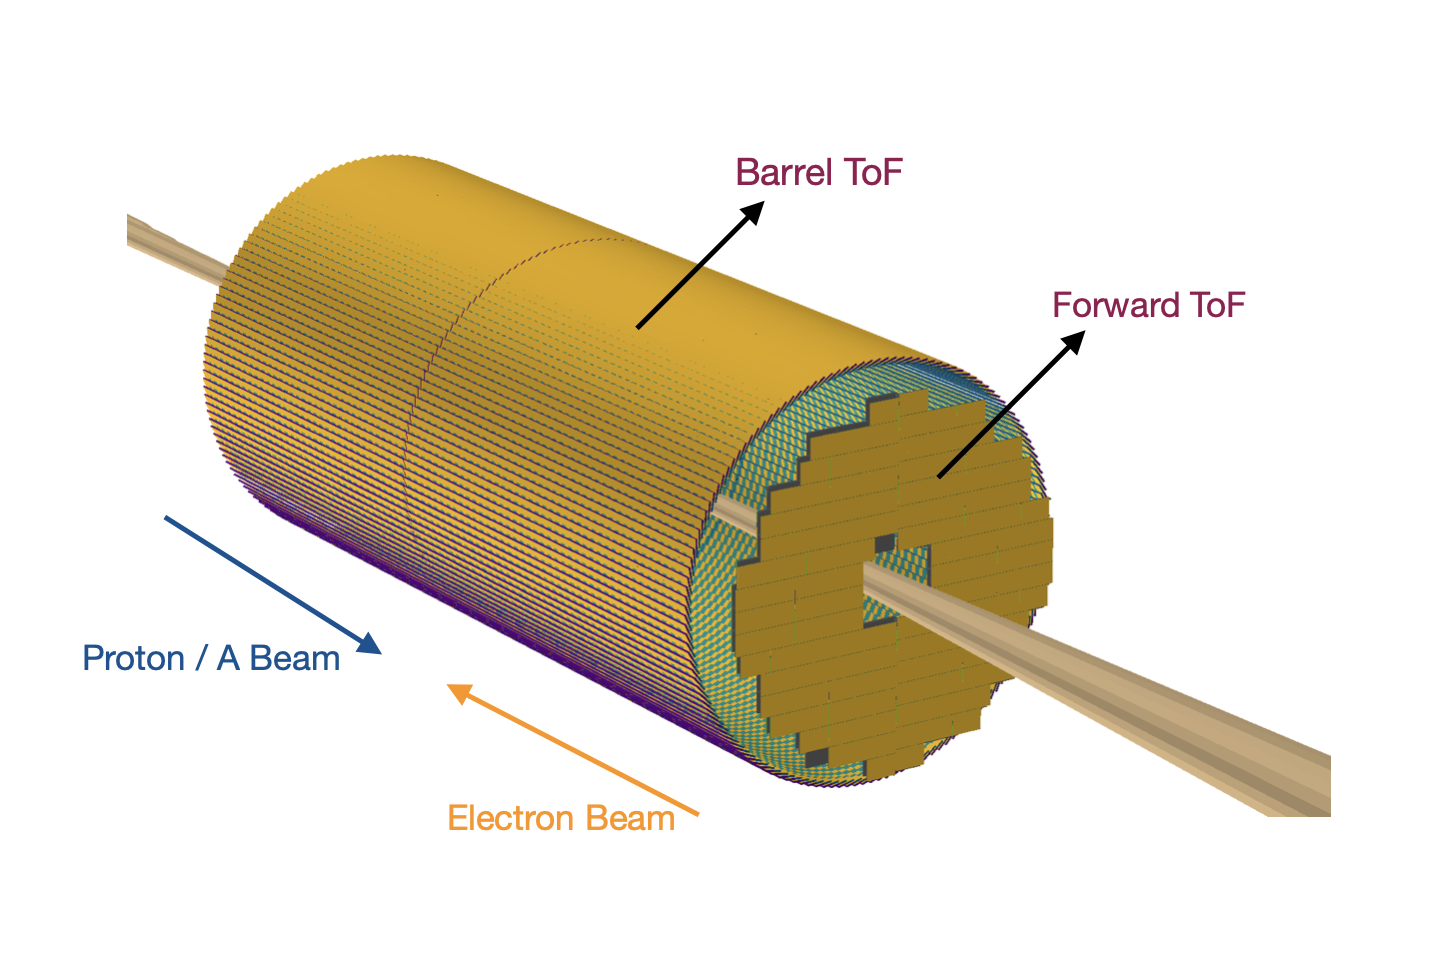 Barrel ToF
Forward ToF
Proton / A Beam
Electron Beam